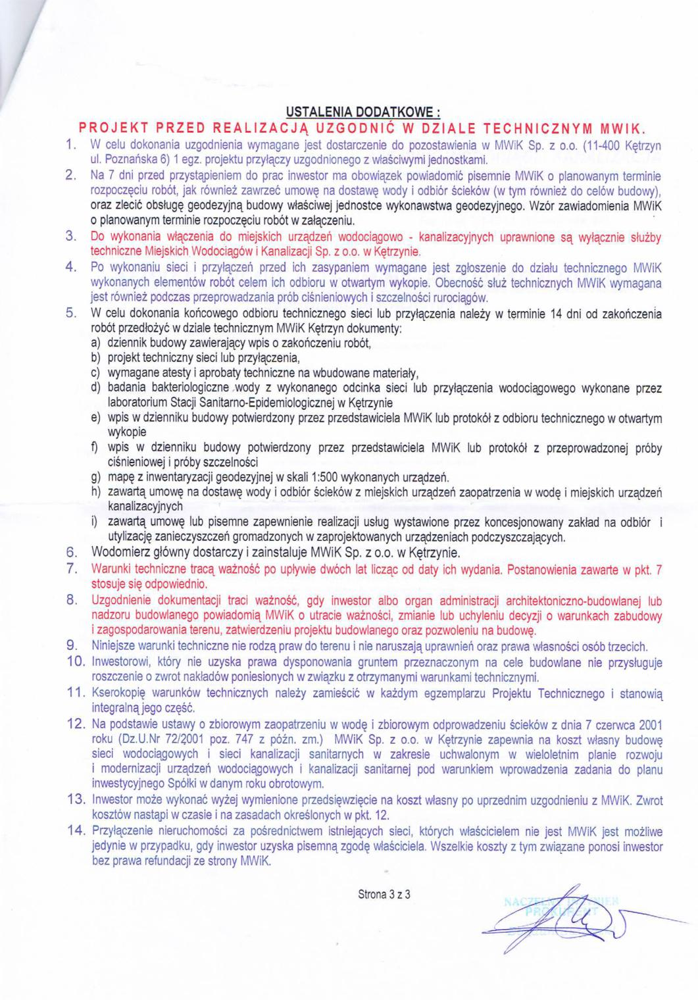 USTALENIA DODATKOWE :
PROJEKT PRZED REALIZACJĄ UZGODNIĆ W DZIALE TECHNICZNYM MWIK.
1. W celu dokonania uzgodnienia wymagane jest dostarczenie do pozostawienia w MWiK Sp. z o.o. (11-400 Kętrzyn
ul. Poznańska 6) 1 egz. projektu przyłączy uzgodnionego z właściwymi jednostkami.
2. Na 7 dni przed przystąpieniem do prac inwestor ma obowiązek powiadomić pisemnie MWiK o planowanym terminie
rozpoczęciu robót, jak również zawrzeć umowę na dostawę wody i odbiór ścieków (w tym również do celów budowy),
oraz zlecić obsługę geodezyjną budowy właściwej jednostce wykonawstwa geodezyjnego. Wzór zawiadomienia MWiK
o planowanym terminie rozpoczęciu robót w załączeniu.
3. Do wykonania włączenia do miejskich urządzeń wodociągowo - kanalizacyjnych uprawnione są wyłącznie służby
techniczne Miejskich Wodociągów i Kanalizacji Sp. z o.o. w Kętrzynie.
4. Po wykonaniu sieci i przyłączeń przed ich zasypaniem wymagane jest zgłoszenie do działu technicznego MWiK
wykonanych elementów robót celem ich odbioru w otwartym wykopie. Obecność służ technicznych MWiK wymagana
jest również podczas przeprowadzania prób ciśnieniowych i szczelności rurociągów.
5. W celu dokonania końcowego odbioru technicznego sieci lub przyłączenia należy w terminie 14 dni od zakończenia
robót przedłożyć w dziale technicznym MWiK Kętrzyn dokumenty:
a) dziennik budowy zawierający wpis o zakończeniu robót,
b) projekt techniczny sieci lub przyłączenia,
c) wymagane atesty i aprobaty techniczne na wbudowane materiały,
d) badania bakteriologiczne wody z wykonanego odcinka sieci lub przyłączenia wodociągowego wykonane przez
laboratorium Stacji Sanitarno-Epidemiologicznej w Kętrzynie
e) wpis w dzienniku budowy potwierdzony przez przedstawiciela MWiK lub protokół z odbioru technicznego w otwartym
wykopie
f) wpis w dzienniku budowy potwierdzony przez przedstawiciela MWiK lub protokół z przeprowadzonej próby
ciśnieniowej i próby szczelności
g) mapę z inwentaryzacji geodezyjnej w skali 1:500 wykonanych urządzeń.
h) zawartą umowę na dostawę wody i odbiór ścieków z miejskich urządzeń zaopatrzenia w wodę i miejskich urządzeń
kanalizacyjnych
i) zawartą umowę lub pisemne zapewnienie realizacji usług wystawione przez koncesjonowany zakład na odbiór i
utylizację zanieczyszczeń gromadzonych w zaprojektowanych urządzeniach podczyszczających.
6. Wodomierz główny dostarczy i zainstaluje MWiK Sp. z o.o. w Kętrzynie.
7. Warunki techniczne tracą ważność po upływie dwóch lat licząc od daty ich wydania. Postanowienia zawarte w pkt. 7
stosuje się odpowiednio.
8. Uzgodnienie dokumentacji traci ważność, gdy inwestor albo organ administracji architektoniczno-budowlanej lub
nadzoru budowlanego powiadomią MWiK o utracie ważności, zmianie lub uchyleniu decyzji o warunkach zabudowy
i zagospodarowania terenu, zatwierdzeniu projektu budowlanego oraz pozwoleniu na budowę.
9. Niniejsze warunki techniczne nie rodzą praw do terenu i nie naruszają uprawnień oraz prawa własności osób trzecich.
10. Inwestorowi, który nie uzyska prawa dysponowania gruntem przeznaczonym na cele budowlane nie przysługuje
roszczenie o zwrot nakładów poniesionych w związku z otrzymanymi warunkami technicznymi.
11. Kserokopię warunków technicznych należy zamieścić w każdym egzemplarzu Projektu Technicznego i stanowią
integralną jego część.
12. Na podstawie ustawy o zbiorowym zaopatrzeniu w wodę i zbiorowym odprowadzeniu ścieków z dnia 7 czerwca 2001
roku (Dz.U.Nr 72/2001 poz. 747 z późn. zm.) MWiK Sp. z o.o. w Kętrzynie zapewnia na koszt własny budowę
sieci wodociągowych i sieci kanalizacji sanitarnych w zakresie uchwalonym w wieloletnim planie rozwoju
i modernizacji urządzeń wodociągowych i kanalizacji sanitarnej pod warunkiem wprowadzenia zadania do planu
inwestycyjnego Spółki w danym roku obrotowym.
13. Inwestor może wykonać wyżej wymienione przedsięwzięcie na koszt własny po uprzednim uzgodnieniu z MWiK. Zwrot
kosztów nastąpi w czasie i na zasadach określonych w pkt. 12.
14. Przyłączenie nieruchomości za pośrednictwem istniejących sieci, których właścicielem nie jest MWiK jest możliwe
jedynie w przypadku, gdy inwestor uzyska pisemną zgodę właściciela. Wszelkie koszty z tym związane ponosi inwestor
bez prawa refundacji ze strony MWiK.
Strona 3 z 3
NACZELNY INŻYNIER
PROKURENT